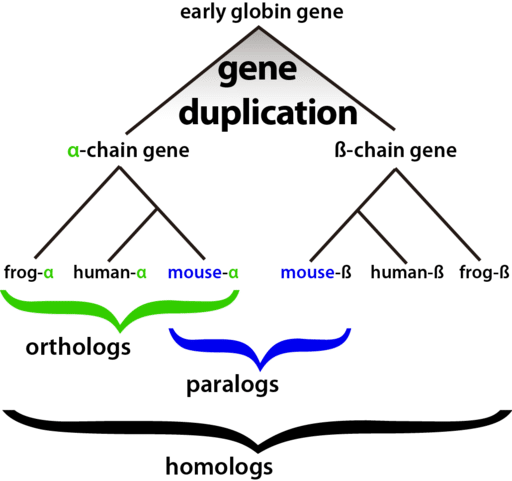 early globin gene
gene
duplication
α-chain gene
ß-chain gene
frog-α
human-α
mouse-α
mouse-ß
human-ß
frog-ß
orthologs
paralogs
homologs